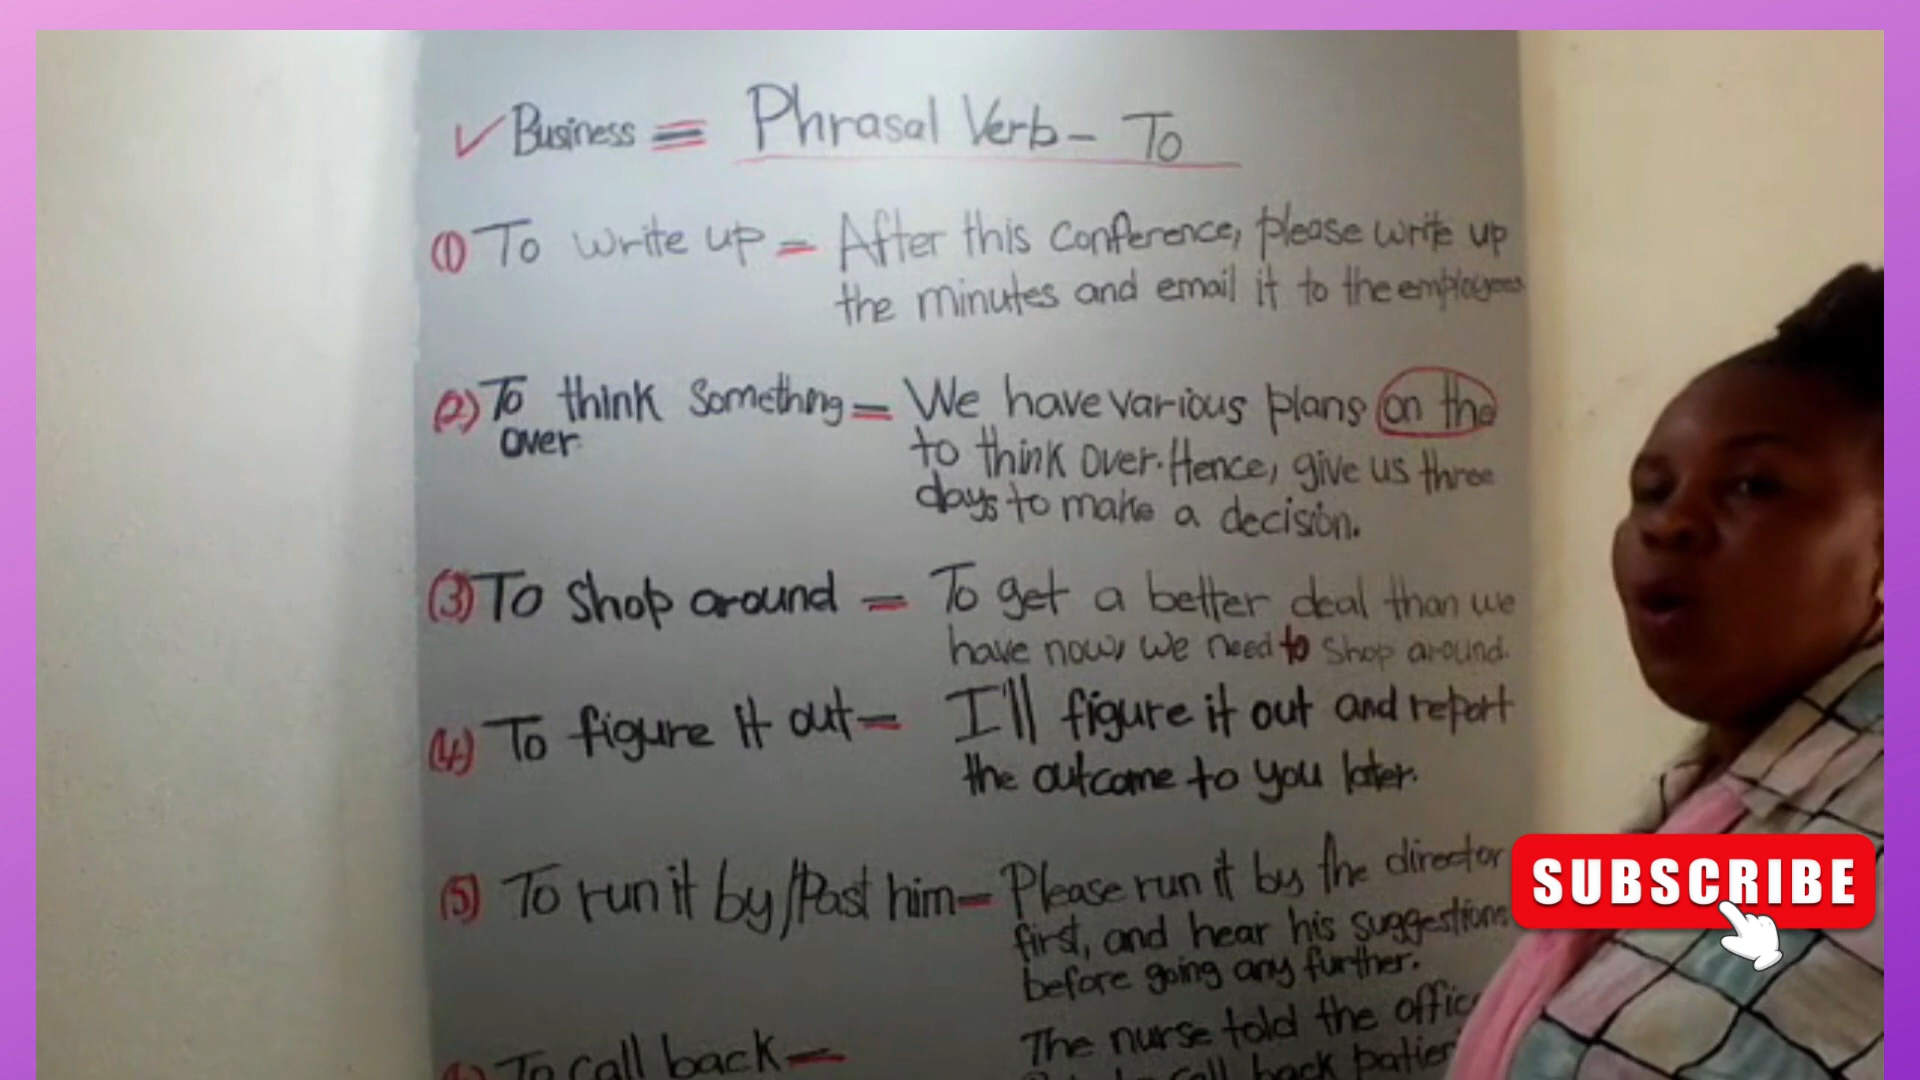 ✓ Business = Phrasal Verb - To
(1) To write up = After this conference, please write up
the minutes and email it to the employees
(2) To think something = We have various plans on the
over.
to think over. Hence, give us three
days to make a decision.
(3) To shop around = To get a better deal than we
have now, we need to shop around.
(4) To figure it out - I'll figure it out and report
the outcome to you later.
(5) To run it by/Past him - Please run it by the director
first, and hear his suggestions
before going any further.
The nurse told the
To call back -
call back
SUBSCRIBE